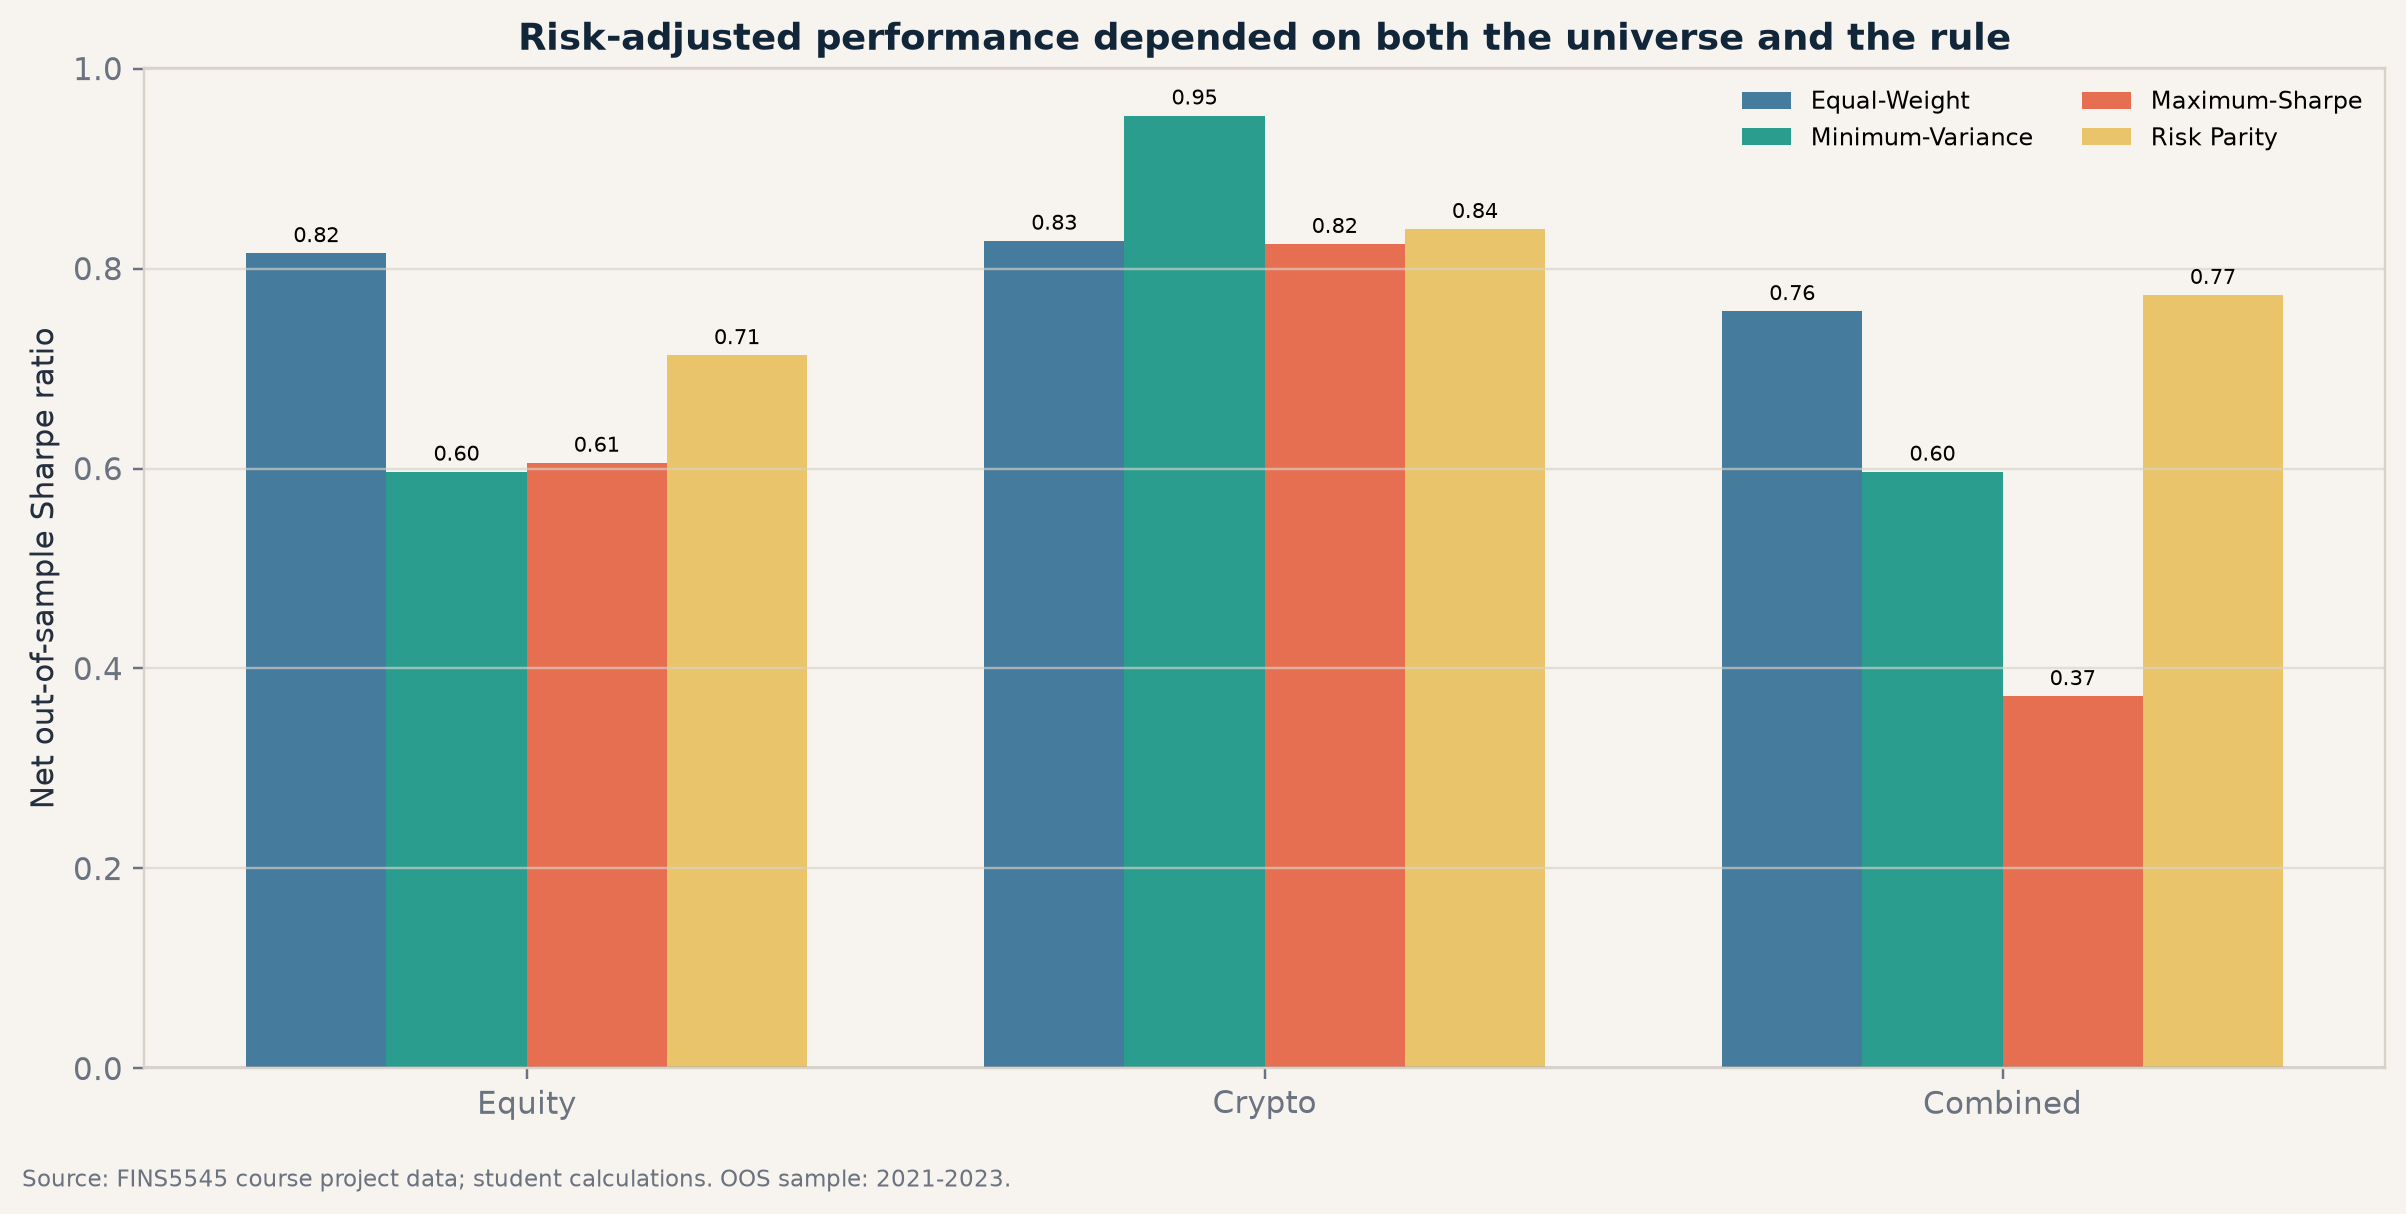 Risk-adjusted performance depended on both the universe and the rule
Net out-of-sample Sharpe ratio
1.0
0.8
0.6
0.4
0.2
0.0
Equal-Weight
Minimum-Variance
Maximum-Sharpe
Risk Parity
0.82
0.60
0.61
0.71
0.83
0.95
0.82
0.84
0.76
0.60
0.37
0.77
Equity
Crypto
Combined
Source: FINS5545 course project data; student calculations. OOS sample: 2021-2023.